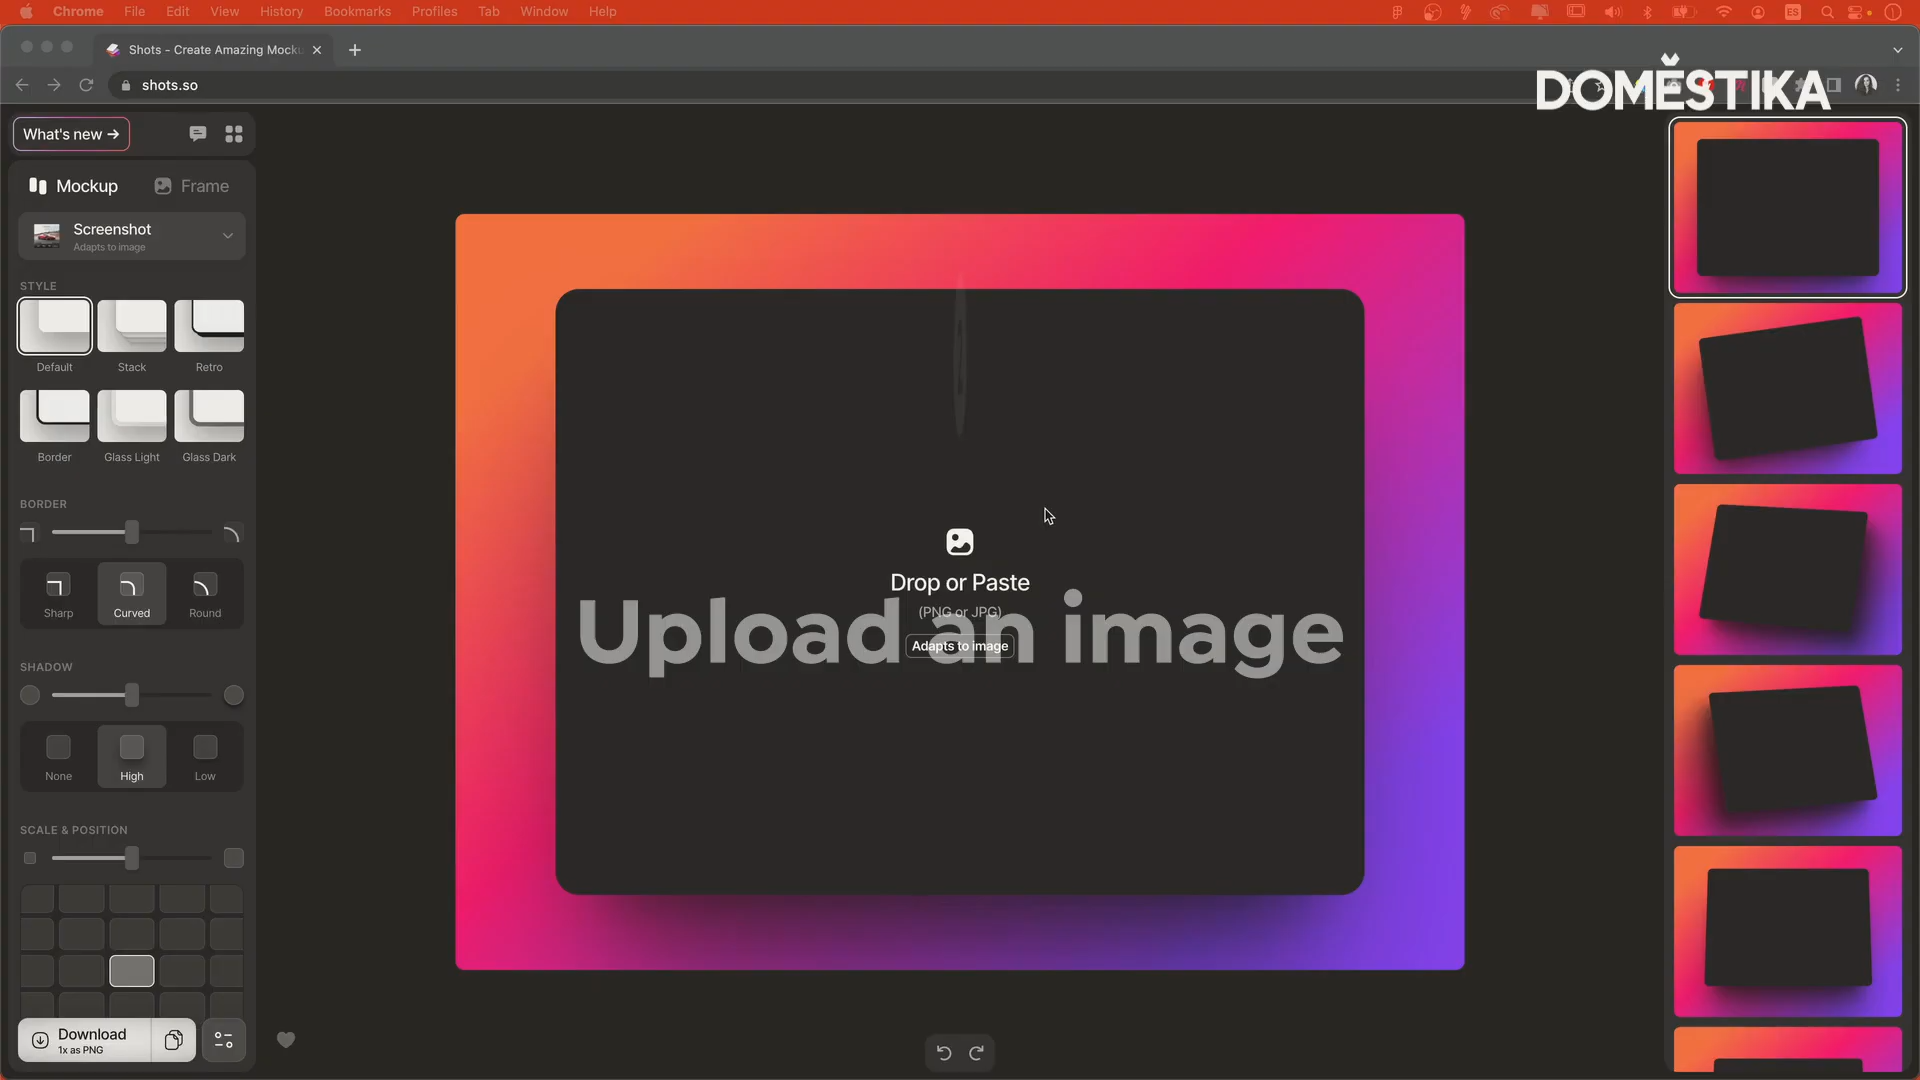 Chrome File Edit View History Bookmarks Profiles Tab Window Help
ES
Shots - Create Amazing Mocku
shots.so
DOMĚSTIKA
What's new →
Mockup Frame
Screenshot
Adapts to image
STYLE
Default Stack Retro
Border Glass Light Glass Dark
BORDER
Sharp Curved Round
SHADOW
None High Low
SCALE & POSITION
Download
1x as PNG
Drop or Paste
(PNG or JPG)
Upload an image
Adapts to image